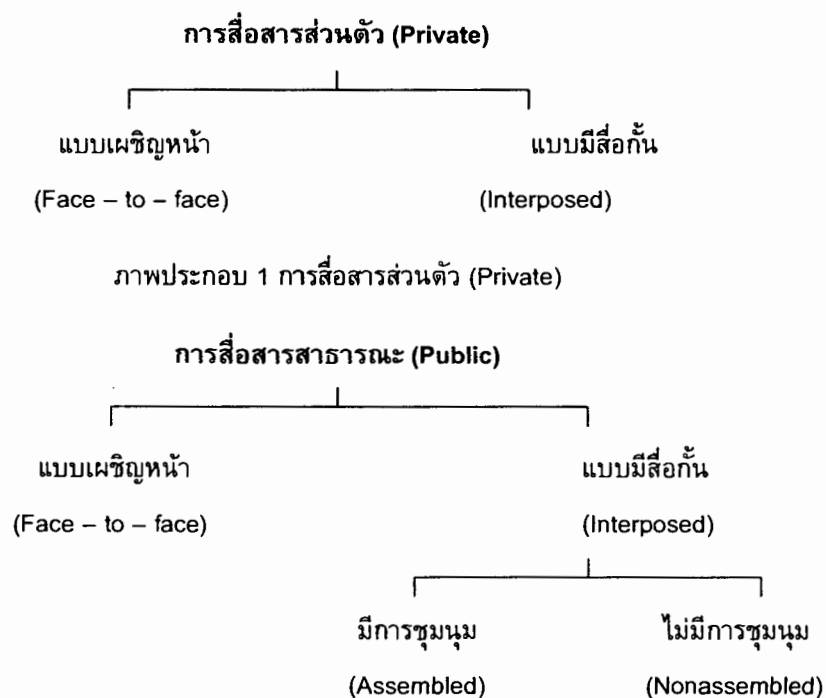 การสื่อสารส่วนตัว (Private)
แบบเผชิญหน้า แบบมีสื่อกั้น
(Face – to – face) (Interposed)
ภาพประกอบ 1 การสื่อสารส่วนตัว (Private)
การสื่อสารสาธารณะ (Public)
แบบเผชิญหน้า แบบมีสื่อกั้น
(Face – to – face) (Interposed)
มีการชุมนุม ไม่มีการชุมนุม
(Assembled) (Nonassembled)